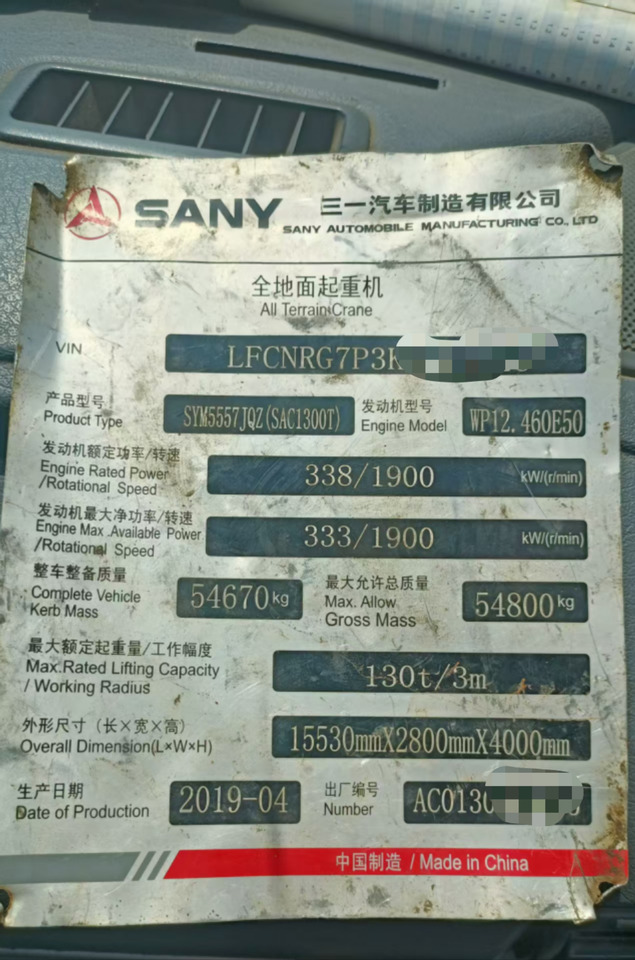 SANY 三一汽车制造有限公司
SANY AUTOMOBILE MANUFACTURING CO., LTD
全地面起重机
All Terrain Crane
VIN LFCNRG7P3
产品型号 发动机型号
Product Type SYM5557JQZ(SAC1300T) Engine Model WP12.460E50
发动机额定功率/转速
Engine Rated Power 338/1900 kW/(r/min)
/Rotational Speed
发动机最大净功率/转速
Engine Max .Available Power 333/1900 kW/(r/min)
/Rotational Speed
整车整备质量 最大允许总质量
Complete Vehicle 54670kg Max. Allow 54800kg
Kerb Mass Gross Mass
最大额定起重量/工作幅度
Max.Rated Lifting Capacity 130t/3m
/ Working Radius
外形尺寸（长×宽×高）
Overall Dimension(L×W×H) 15530mmX2800mmX4000mm
生产日期 出厂编号
Date of Production 2019-04 Number AC0130
中国制造 / Made in China